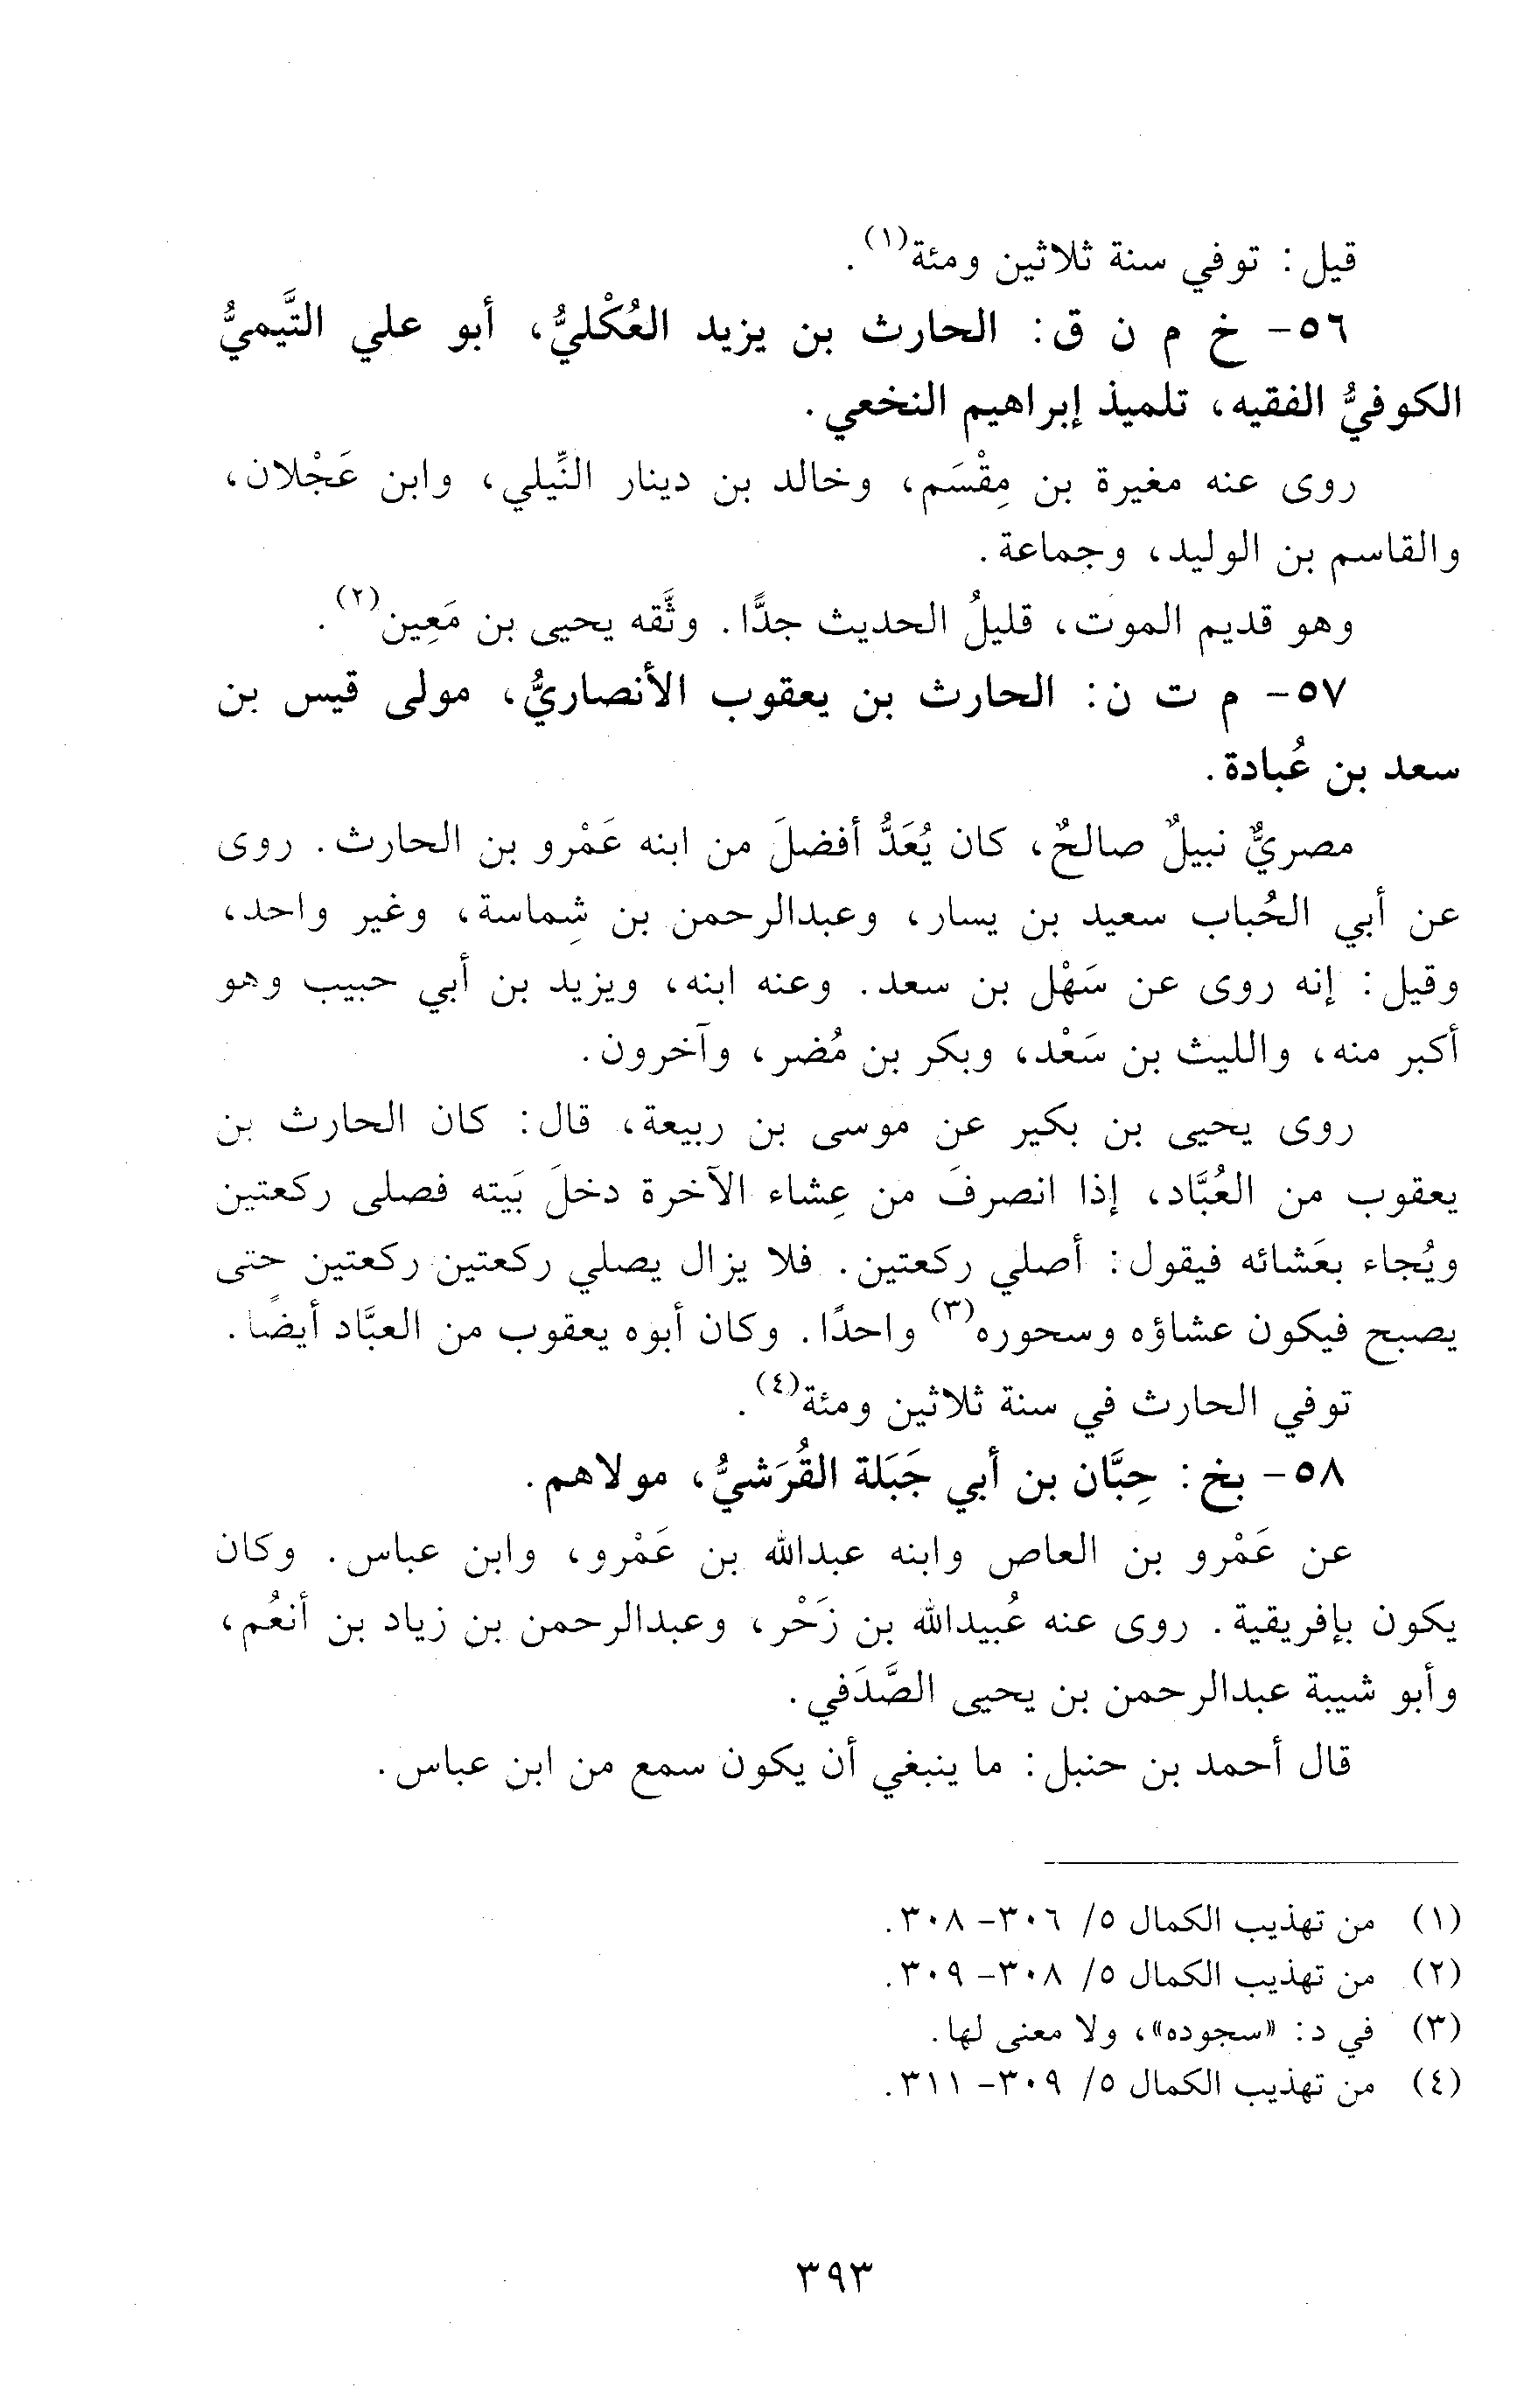 قيل: توفي سنة ثلاثين ومئة(١).
٥٦- خ م ن ق: الحارث بن يزيد العُكْليُّ، أبو علي التَّيميُّ
الكوفيُّ الفقيه، تلميذ إبراهيم النخعي.
روى عنه مغيرة بن مِقْسَم، وخالد بن دينار النِّيلي، وابن عَجْلان،
والقاسم بن الوليد، وجماعة.
وهو قديم الموت، قليلُ الحديث جدًّا. وثَّقه يحيى بن مَعِين(٢).
٥٧- م ت ن: الحارث بن يعقوب الأنصاريُّ، مولى قيس بن
سعد بن عُبادة.
مصريٌّ نبيلٌ صالحٌ، كان يُعَدُّ أفضلَ من ابنه عَمْرو بن الحارث. روى
عن أبي الحُباب سعيد بن يسار، وعبدالرحمن بن شِماسة، وغير واحد،
وقيل: إنه روى عن سَهْل بن سعد. وعنه ابنه، ويزيد بن أبي حبيب وهو
أكبر منه، والليث بن سَعْد، وبكر بن مُضر، وآخرون.
روى يحيى بن بكير عن موسى بن ربيعة، قال: كان الحارث بن
يعقوب من العُبَّاد، إذا انصرفَ من عِشاء الآخرة دخلَ بَيته فصلى ركعتين
ويُجاء بعَشائه فيقول: أصلي ركعتين. فلا يزال يصلي ركعتين ركعتين حتى
يصبح فيكون عشاؤه وسحوره(٣) واحدًا. وكان أبوه يعقوب من العبَّاد أيضًا.
توفي الحارث في سنة ثلاثين ومئة(٤).
٥٨- بخ: حِبَّان بن أبي جَبَلة القُرَشيُّ، مولاهم.
عن عَمْرو بن العاص وابنه عبدالله بن عَمْرو، وابن عباس. وكان
يكون بإفريقية. روى عنه عُبيدالله بن زَحْر، وعبدالرحمن بن زياد بن أنعُم،
وأبو شيبة عبدالرحمن بن يحيى الصَّدَفي.
قال أحمد بن حنبل: ما ينبغي أن يكون سمع من ابن عباس.
(١) من تهذيب الكمال ٥/ ٣٠٦- ٣٠٨.
(٢) من تهذيب الكمال ٥/ ٣٠٨- ٣٠٩.
(٣) في د: «سجوده»، ولا معنى لها.
(٤) من تهذيب الكمال ٥/ ٣٠٩- ٣١١.
٣٩٣